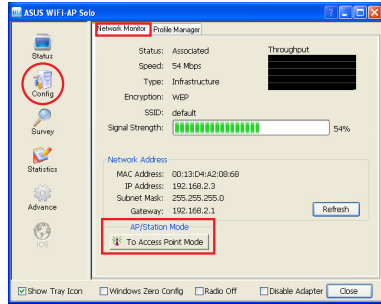 ASUS WiFi-AP Solo
Network Monitor Profile Manager
Status
Config
Survey
Statistics
Advance
ICS
Status: Associated
Throughput
Speed: 54 Mbps
Type: Infrastructure
Encryption: WEP
SSID: default
Signal Strength: 54%
Network Address
MAC Address: 00:13:D4:A2:08:6B
IP Address: 192.168.2.3
Subnet Mask: 255.255.255.0
Gateway: 192.168.2.1
Refresh
AP/Station Mode
To Access Point Mode
Show Tray Icon Windows Zero Config Radio Off Disable Adapter Close